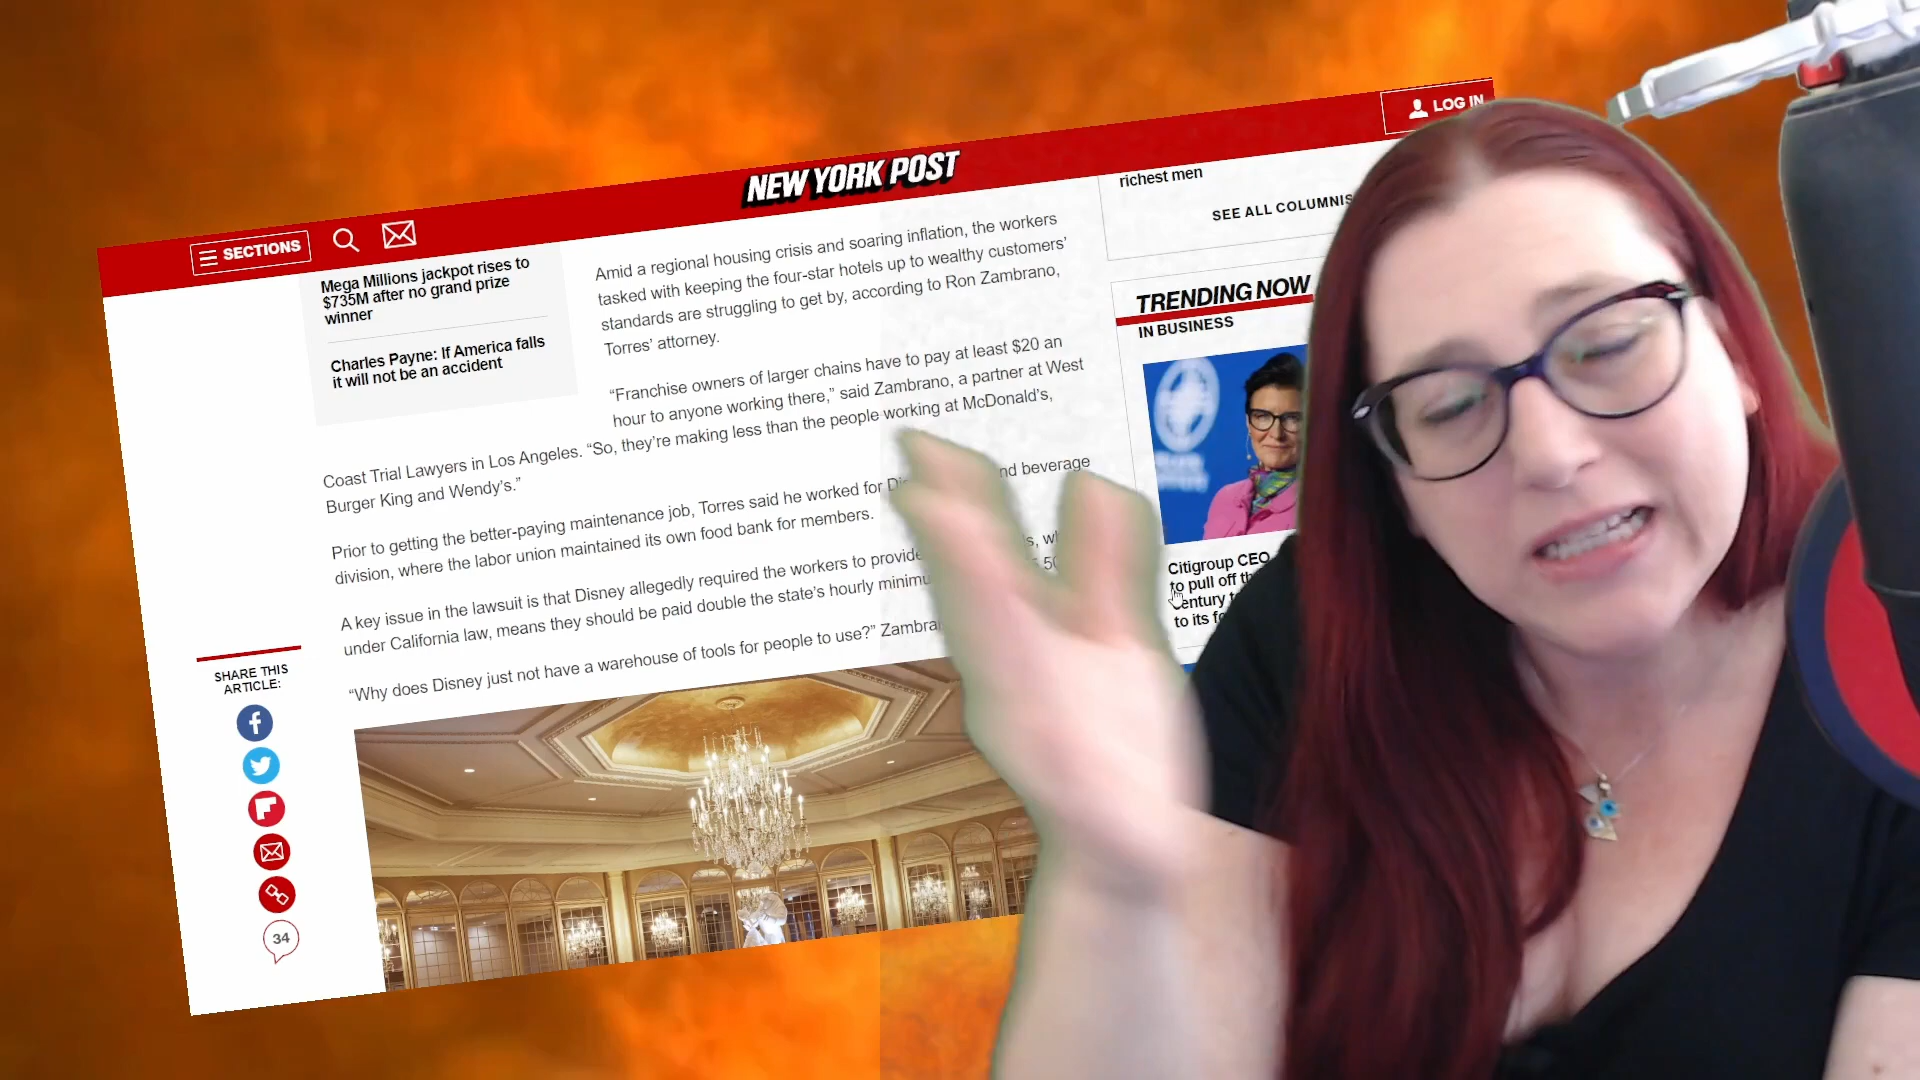 LOG IN
NEW YORK POST
SECTIONS
richest men
SEE ALL COLUMNIS
Mega Millions jackpot rises to
$735M after no grand prize
winner
Charles Payne: If America falls
it will not be an accident
Amid a regional housing crisis and soaring inflation, the workers
tasked with keeping the four-star hotels up to wealthy customers’
standards are struggling to get by, according to Ron Zambrano,
Torres’ attorney.
“Franchise owners of larger chains have to pay at least $20 an
hour to anyone working there,” said Zambrano, a partner at West
Coast Trial Lawyers in Los Angeles. “So, they’re making less than the people working at McDonald’s,
Burger King and Wendy’s.”
Prior to getting the better-paying maintenance job, Torres said he worked for and beverage
division, where the labor union maintained its own food bank for members.
A key issue in the lawsuit is that Disney allegedly required the workers to provide
under California law, means they should be paid double the state’s hourly
“Why does Disney just not have a warehouse of tools for people to use?”
TRENDING NOW
IN BUSINESS
Citigroup CEO
to pull off
century
to its
SHARE THIS
ARTICLE:
34